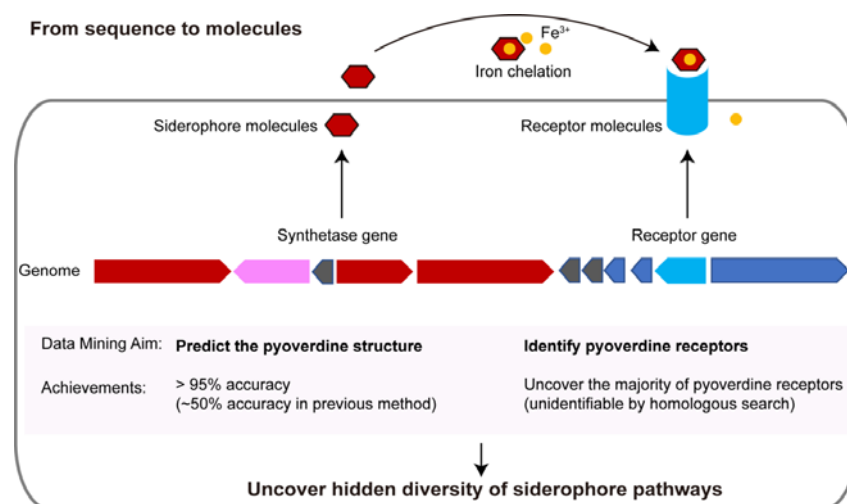 From sequence to molecules
Fe³⁺
Iron chelation
Siderophore molecules
Receptor molecules
Synthetase gene
Receptor gene
Genome
Data Mining Aim:
Predict the pyoverdine structure
Identify pyoverdine receptors
Achievements:
> 95% accuracy
(~50% accuracy in previous method)
Uncover the majority of pyoverdine receptors
(unidentifiable by homologous search)
Uncover hidden diversity of siderophore pathways